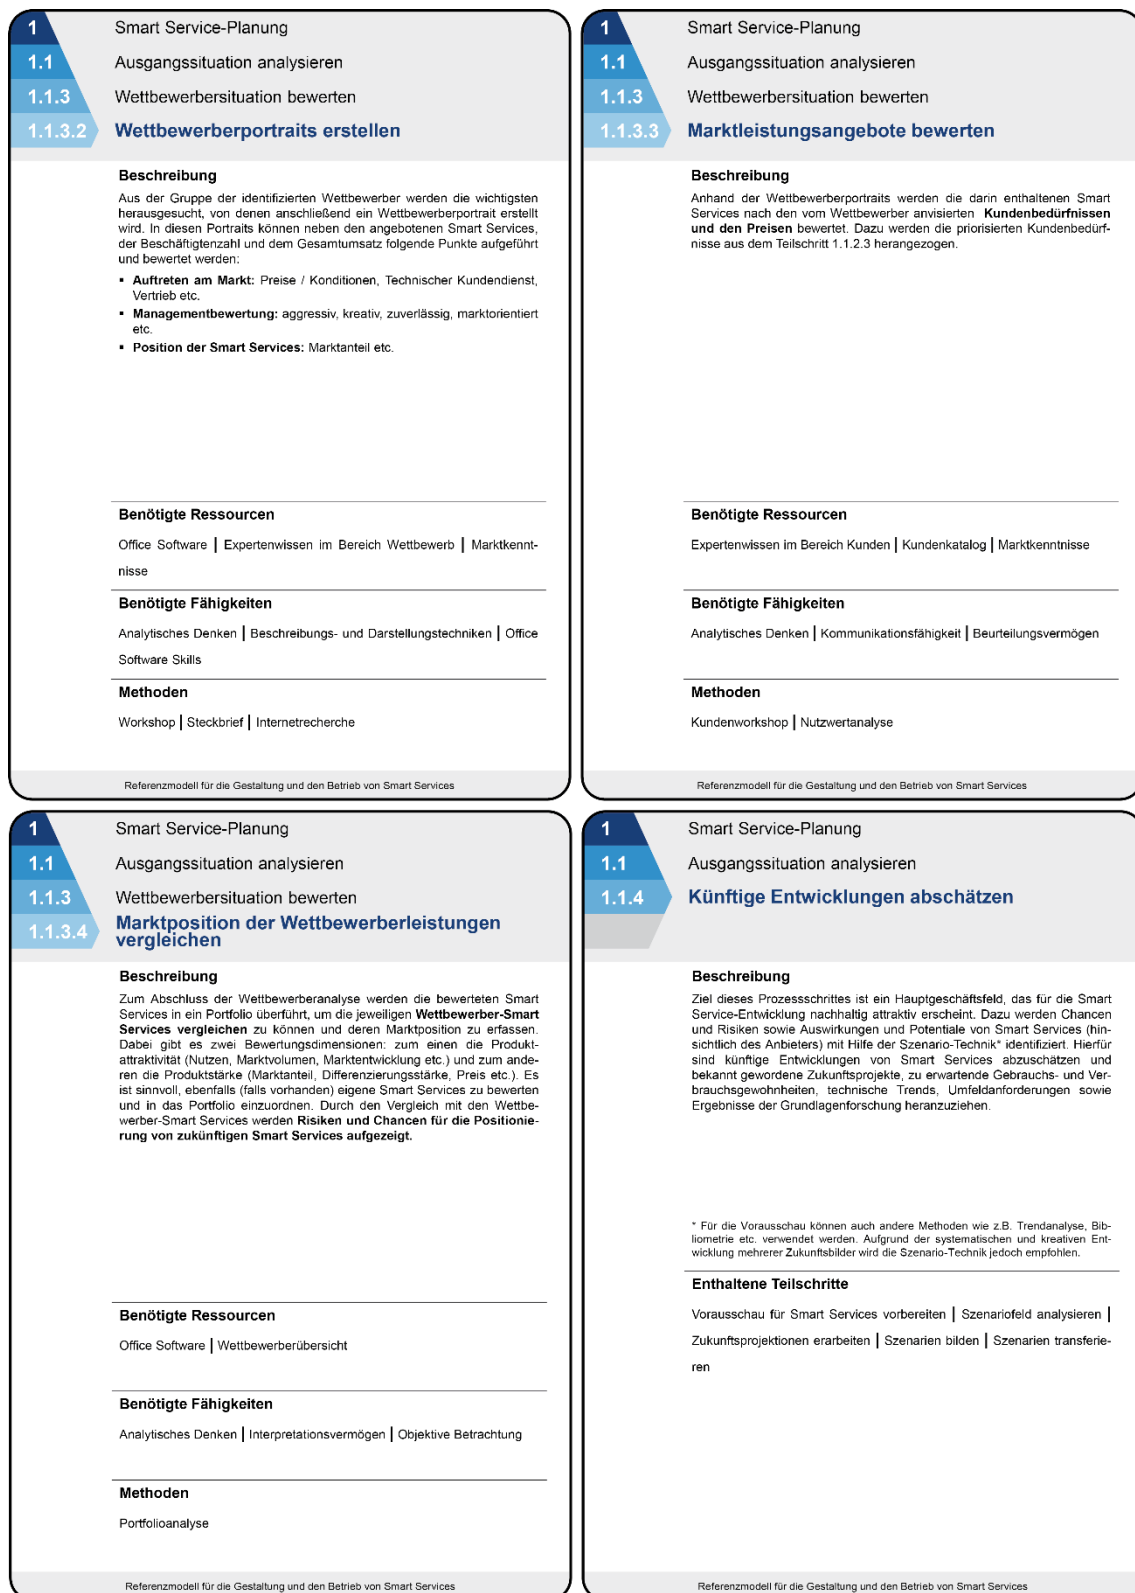 1 Smart Service-Planung
1.1 Ausgangssituation analysieren
1.1.3 Wettbewerbersituation bewerten
1.1.3.2 Wettbewerberportraits erstellen
Beschreibung
Aus der Gruppe der identifizierten Wettbewerber werden die wichtigsten
herausgesucht, von denen anschließend ein Wettbewerberportrait erstellt
wird. In diesen Portraits können neben den angebotenen Smart Services,
der Beschäftigtenzahl und dem Gesamtumsatz folgende Punkte aufgeführt
und bewertet werden:
▪ Auftreten am Markt: Preise / Konditionen, Technischer Kundendienst,
Vertrieb etc.
▪ Managementbewertung: aggressiv, kreativ, zuverlässig, marktorientiert
etc.
▪ Position der Smart Services: Marktanteil etc.
Benötigte Ressourcen
Office Software | Expertenwissen im Bereich Wettbewerb | Marktkennt-
nisse
Benötigte Fähigkeiten
Analytisches Denken | Beschreibungs- und Darstellungstechniken | Office
Software Skills
Methoden
Workshop | Steckbrief | Internetrecherche
Referenzmodell für die Gestaltung und den Betrieb von Smart Services
1 Smart Service-Planung
1.1 Ausgangssituation analysieren
1.1.3 Wettbewerbersituation bewerten
1.1.3.3 Marktleistungsangebote bewerten
Beschreibung
Anhand der Wettbewerberportraits werden die darin enthaltenen Smart
Services nach den vom Wettbewerber anvisierten Kundenbedürfnissen
und den Preisen bewertet. Dazu werden die priorisierten Kundenbedürf-
nisse aus dem Teilschritt 1.1.2.3 herangezogen.
Benötigte Ressourcen
Expertenwissen im Bereich Kunden | Kundenkatalog | Marktkenntnisse
Benötigte Fähigkeiten
Analytisches Denken | Kommunikationsfähigkeit | Beurteilungsvermögen
Methoden
Kundenworkshop | Nutzwertanalyse
Referenzmodell für die Gestaltung und den Betrieb von Smart Services
1 Smart Service-Planung
1.1 Ausgangssituation analysieren
1.1.3 Wettbewerbersituation bewerten
1.1.3.4 Marktposition der Wettbewerberleistungen
vergleichen
Beschreibung
Zum Abschluss der Wettbewerberanalyse werden die bewerteten Smart
Services in ein Portfolio überführt, um die jeweiligen Wettbewerber-Smart
Services vergleichen zu können und deren Marktposition zu erfassen.
Dabei gibt es zwei Bewertungsdimensionen: zum einen die Produkt-
attraktivität (Nutzen, Marktvolumen, Marktentwicklung etc.) und zum ande-
ren die Produktstärke (Marktanteil, Differenzierungsstärke, Preis etc.). Es
ist sinnvoll, ebenfalls (falls vorhanden) eigene Smart Services zu bewerten
und in das Portfolio einzuordnen. Durch den Vergleich mit den Wettbe-
werber-Smart Services werden Risiken und Chancen für die Positionie-
rung von zukünftigen Smart Services aufgezeigt.
Benötigte Ressourcen
Office Software | Wettbewerberübersicht
Benötigte Fähigkeiten
Analytisches Denken | Interpretationsvermögen | Objektive Betrachtung
Methoden
Portfolioanalyse
Referenzmodell für die Gestaltung und den Betrieb von Smart Services
1 Smart Service-Planung
1.1 Ausgangssituation analysieren
1.1.4 Künftige Entwicklungen abschätzen
Beschreibung
Ziel dieses Prozessschrittes ist ein Hauptgeschäftsfeld, das für die Smart
Service-Entwicklung nachhaltig attraktiv erscheint. Dazu werden Chancen
und Risiken sowie Auswirkungen und Potentiale von Smart Services (hin-
sichtlich des Anbieters) mit Hilfe der Szenario-Technik* identifiziert. Hierfür
sind künftige Entwicklungen von Smart Services abzuschätzen und
bekannt gewordene Zukunftsprojekte, zu erwartende Gebrauchs- und Ver-
brauchsgewohnheiten, technische Trends, Umfeldanforderungen sowie
Ergebnisse der Grundlagenforschung heranzuziehen.
* Für die Vorausschau können auch andere Methoden wie z.B. Trendanalyse, Bib-
liometrie etc. verwendet werden. Aufgrund der systematischen und kreativen Ent-
wicklung mehrerer Zukunftsbilder wird die Szenario-Technik jedoch empfohlen.
Enthaltene Teilschritte
Vorausschau für Smart Services vorbereiten | Szenariofeld analysieren |
Zukunftsprojektionen erarbeiten | Szenarien bilden | Szenarien transferie-
ren
Referenzmodell für die Gestaltung und den Betrieb von Smart Services